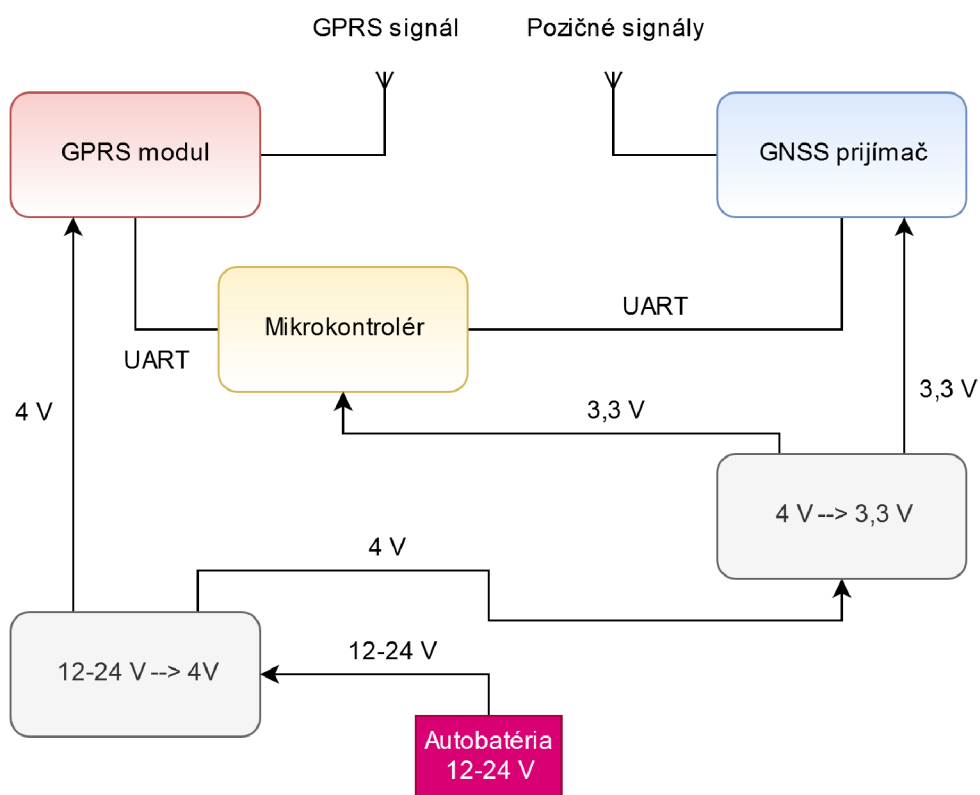 GPRS signál
Pozičné signály
GPRS modul
GNSS prijímač
Mikrokontrolér
UART
UART
4 V
3,3 V
3,3 V
4 V --> 3,3 V
4 V
12-24 V --> 4V
12-24 V
Autobatéria
12-24 V